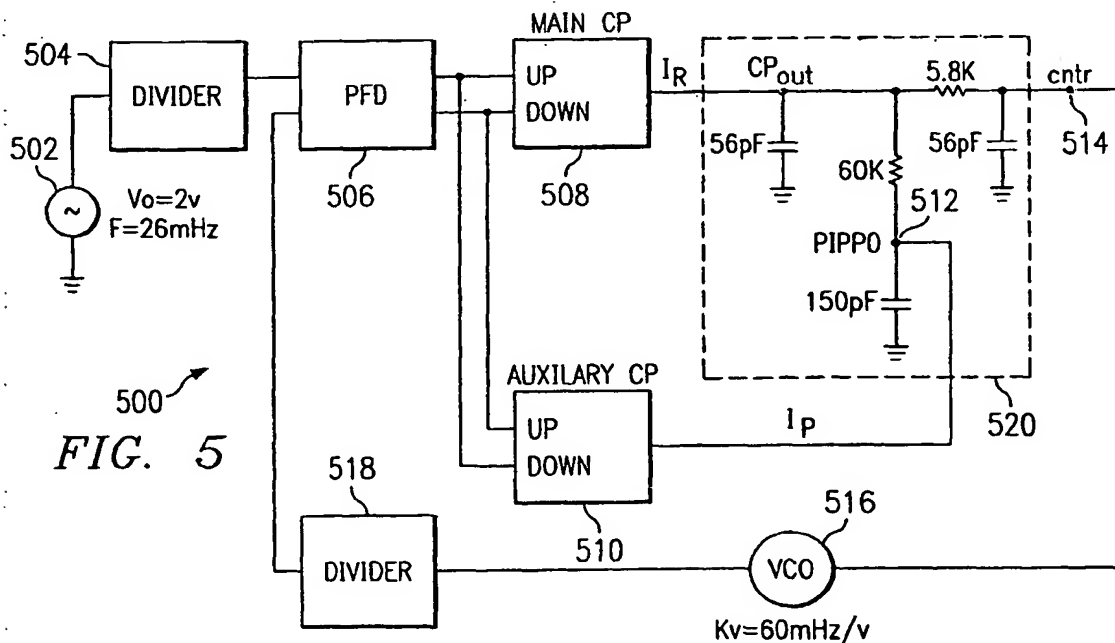 MAIN CP
504
DIVIDER
PFD
UP
DOWN
I_R
CP_out
5.8K
cntr
514
502
Vo=2v
F=26mHz
506
508
56pF
60K
56pF
512
PIPPO
150pF
500
FIG. 5
AUXILARY CP
UP
DOWN
I_P
520
518
510
516
DIVIDER
VCO
Kv=60mHz/v